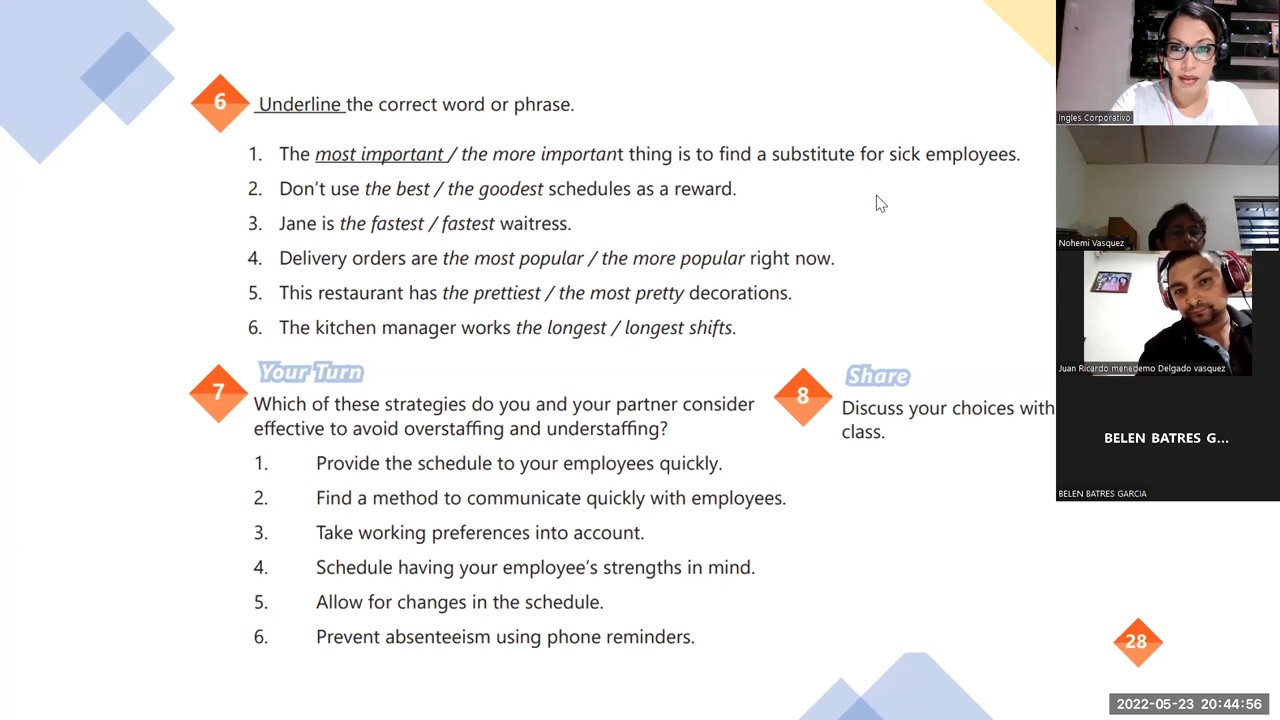 6 Underline the correct word or phrase.
1. The most important / the more important thing is to find a substitute for sick employees.
2. Don't use the best / the goodest schedules as a reward.
3. Jane is the fastest / fastest waitress.
4. Delivery orders are the most popular / the more popular right now.
5. This restaurant has the prettiest / the most pretty decorations.
6. The kitchen manager works the longest / longest shifts.
7 Your Turn
Which of these strategies do you and your partner consider
effective to avoid overstaffing and understaffing?
1. Provide the schedule to your employees quickly.
2. Find a method to communicate quickly with employees.
3. Take working preferences into account.
4. Schedule having your employee's strengths in mind.
5. Allow for changes in the schedule.
6. Prevent absenteeism using phone reminders.
8 Share
Discuss your choices with
class.
28
Ingles Corporativo
Nohemi Vasquez
Juan Ricardo menedemo Delgado vasquez
BELEN BATRES G...
BELEN BATRES GARCIA
2022-05-23 20:44:56